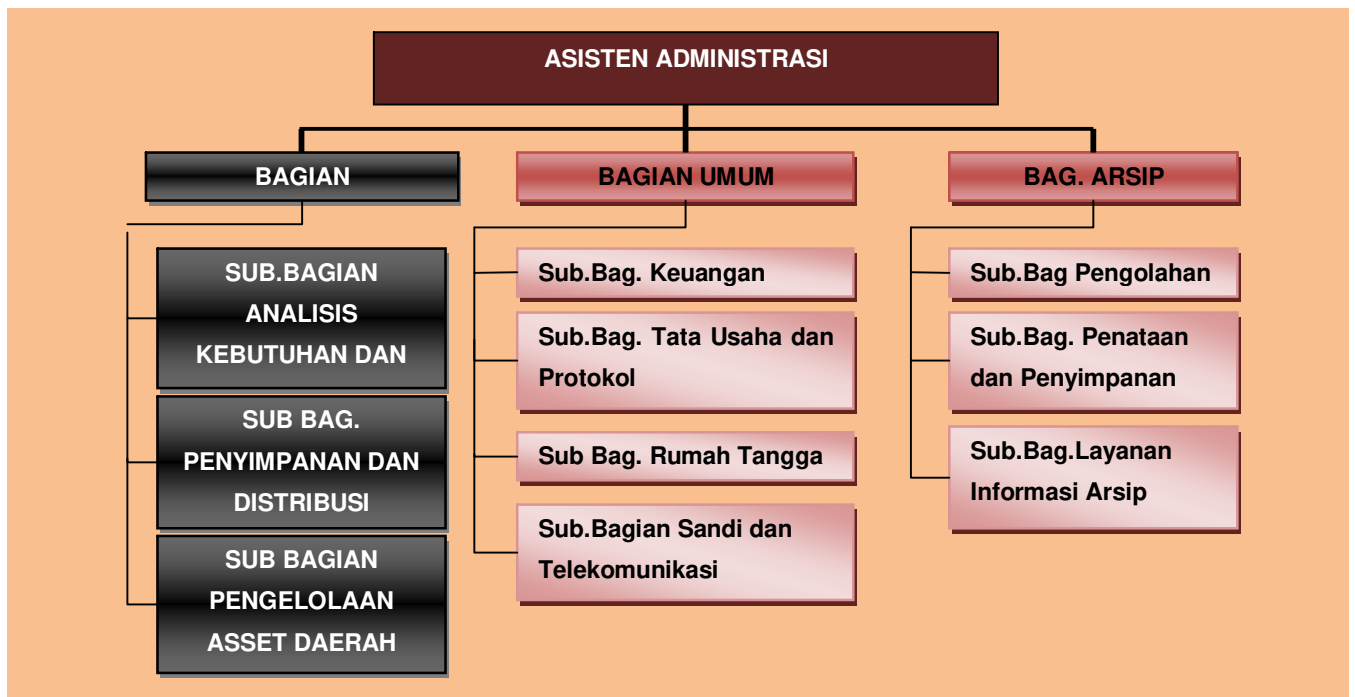 ASISTEN ADMINISTRASI
BAGIAN
SUB.BAGIAN
ANALISIS
KEBUTUHAN DAN
SUB BAG.
PENYIMPANAN DAN
DISTRIBUSI
SUB BAGIAN
PENGELOLAAN
ASSET DAERAH
BAGIAN UMUM
Sub.Bag. Keuangan
Sub.Bag. Tata Usaha dan
Protokol
Sub Bag. Rumah Tangga
Sub.Bagian Sandi dan
Telekomunikasi
BAG. ARSIP
Sub.Bag Pengolahan
Sub.Bag. Penataan
dan Penyimpanan
Sub.Bag.Layanan
Informasi Arsip